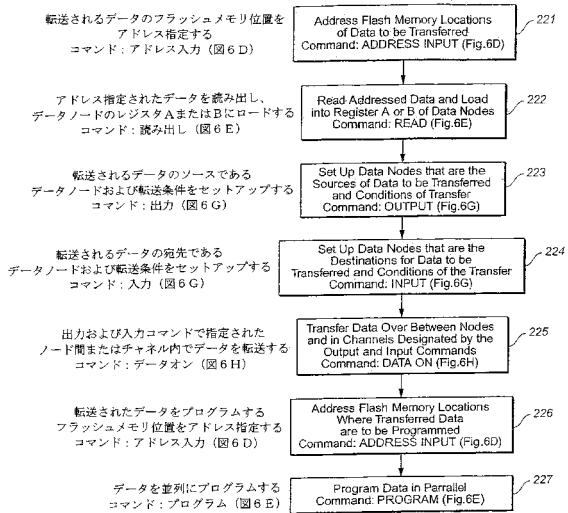 転送されるデータのフラッシュメモリ位置を
アドレス指定する
コマンド：アドレス入力（図６Ｄ）
Address Flash Memory Locations
of Data to be Transferred
Command: ADDRESS INPUT (Fig.6D)
221
アドレス指定されたデータを読み出し、
データノードのレジスタＡまたはＢにロードする
コマンド：読み出し（図６Ｅ）
Read-Addressed Data and Load
into Register A or B of Data Nodes
Command: READ (Fig.6E)
222
転送されるデータのソースである
データノードおよび転送条件をセットアップする
コマンド：出力（図６Ｇ）
Set Up Data Nodes that are the
Sources of Data to be Transferred
and Conditions of Transfer
Command: OUTPUT (Fig.6G)
223
転送されるデータの宛先である
データノードおよび転送条件をセットアップする
コマンド：入力（図６Ｇ）
Set Up Data Nodes that are the
Destinations for Data to be
Transferred and Conditions of the Transfer
Command: INPUT (Fig.6G)
224
出力および入力コマンドで指定された
ノード間またはチャネル内でデータを転送する
コマンド：データオン（図６Ｈ）
Transfer Data Over Between Nodes
and in Channels Designated by the
Output and Input Commands
Command: DATA ON (Fig.6H)
225
転送されたデータをプログラムする
フラッシュメモリ位置をアドレス指定する
コマンド：アドレス入力（図６Ｄ）
Address Flash Memory Locations
Where Transferred Data
are to be Programmed
Command: ADDRESS INPUT (Fig.6D)
226
データを並列にプログラムする
コマンド：プログラム（図６Ｅ）
Program Data in Parrallel
Command: PROGRAM (Fig.6E)
227